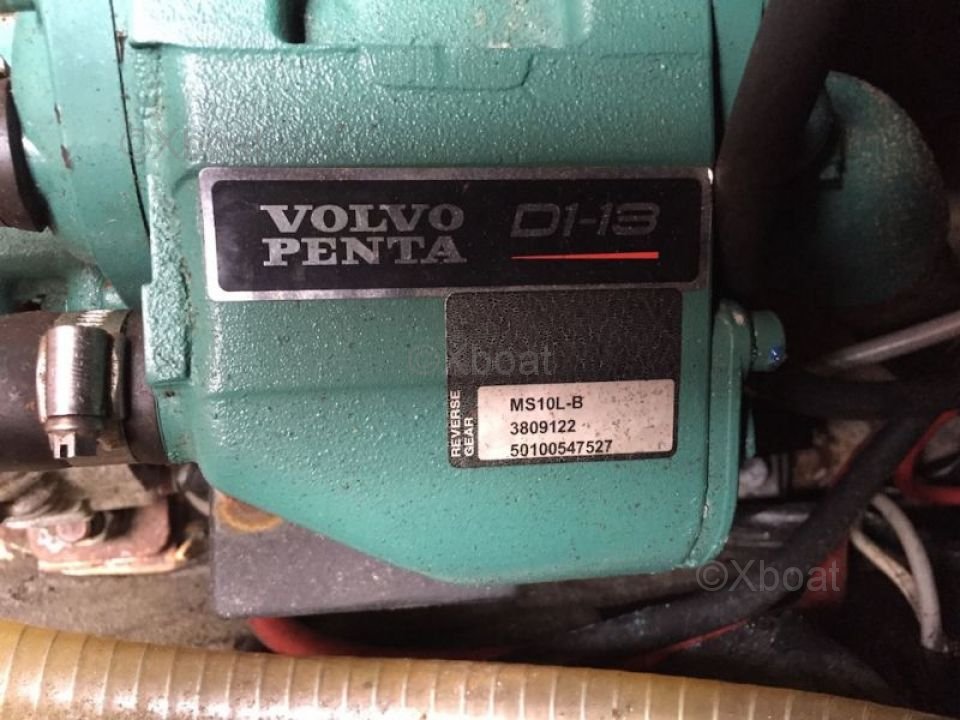 VOLVO
PENTA
D1-13
©Xboat
REVERSE
GEAR
MS10L-B
3809122
50100547527
©Xboat